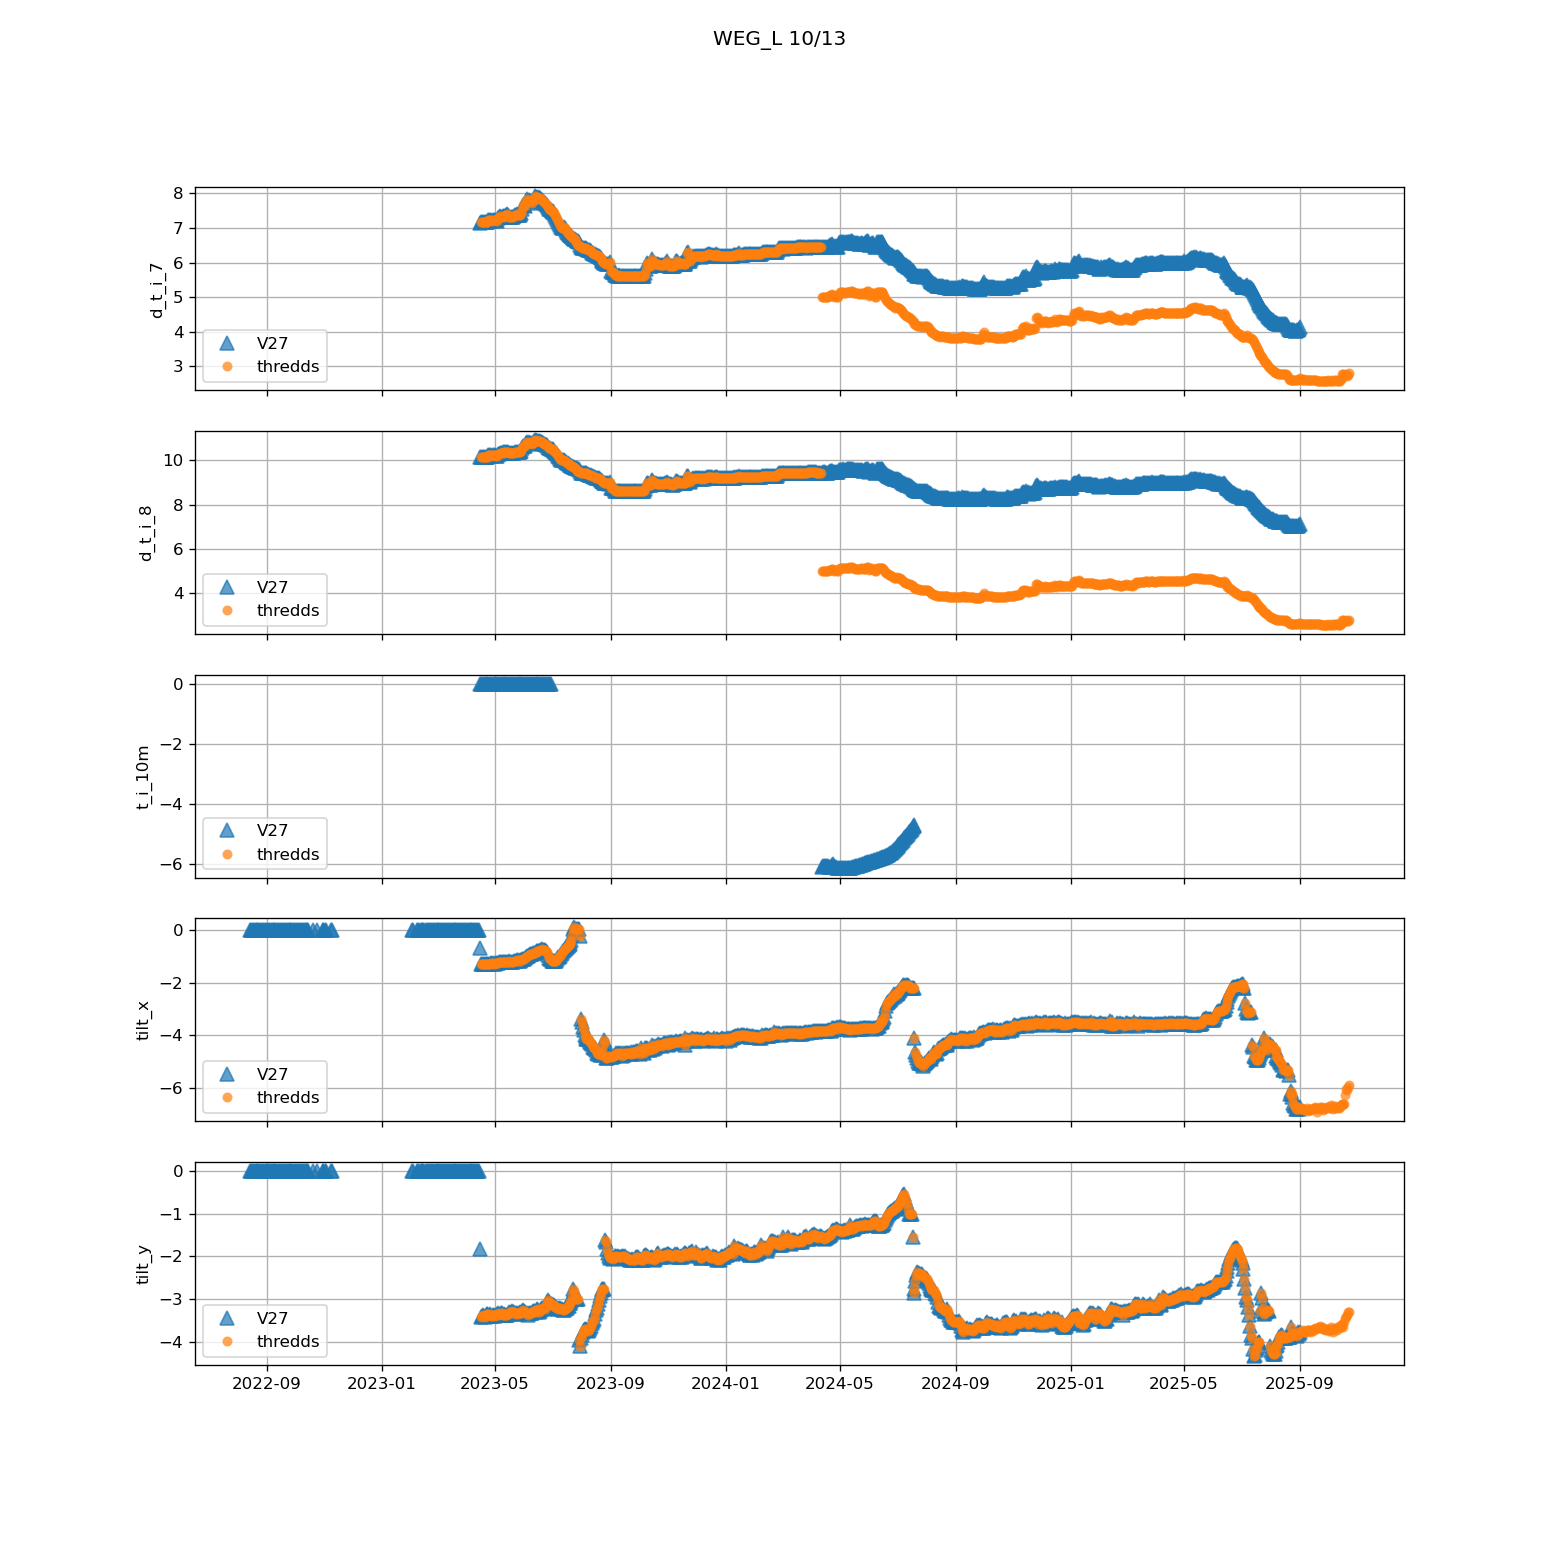 WEG_L 10/13
8
7
6
5
4
3
d_t_i_7
V27
thredds
10
8
6
4
d_t_i_8
V27
thredds
0
−2
−4
−6
t_i_10m
V27
thredds
0
−2
−4
−6
tilt_x
V27
thredds
0
−1
−2
−3
−4
tilt_y
V27
thredds
2022-09 2023-01 2023-05 2023-09 2024-01 2024-05 2024-09 2025-01 2025-05 2025-09